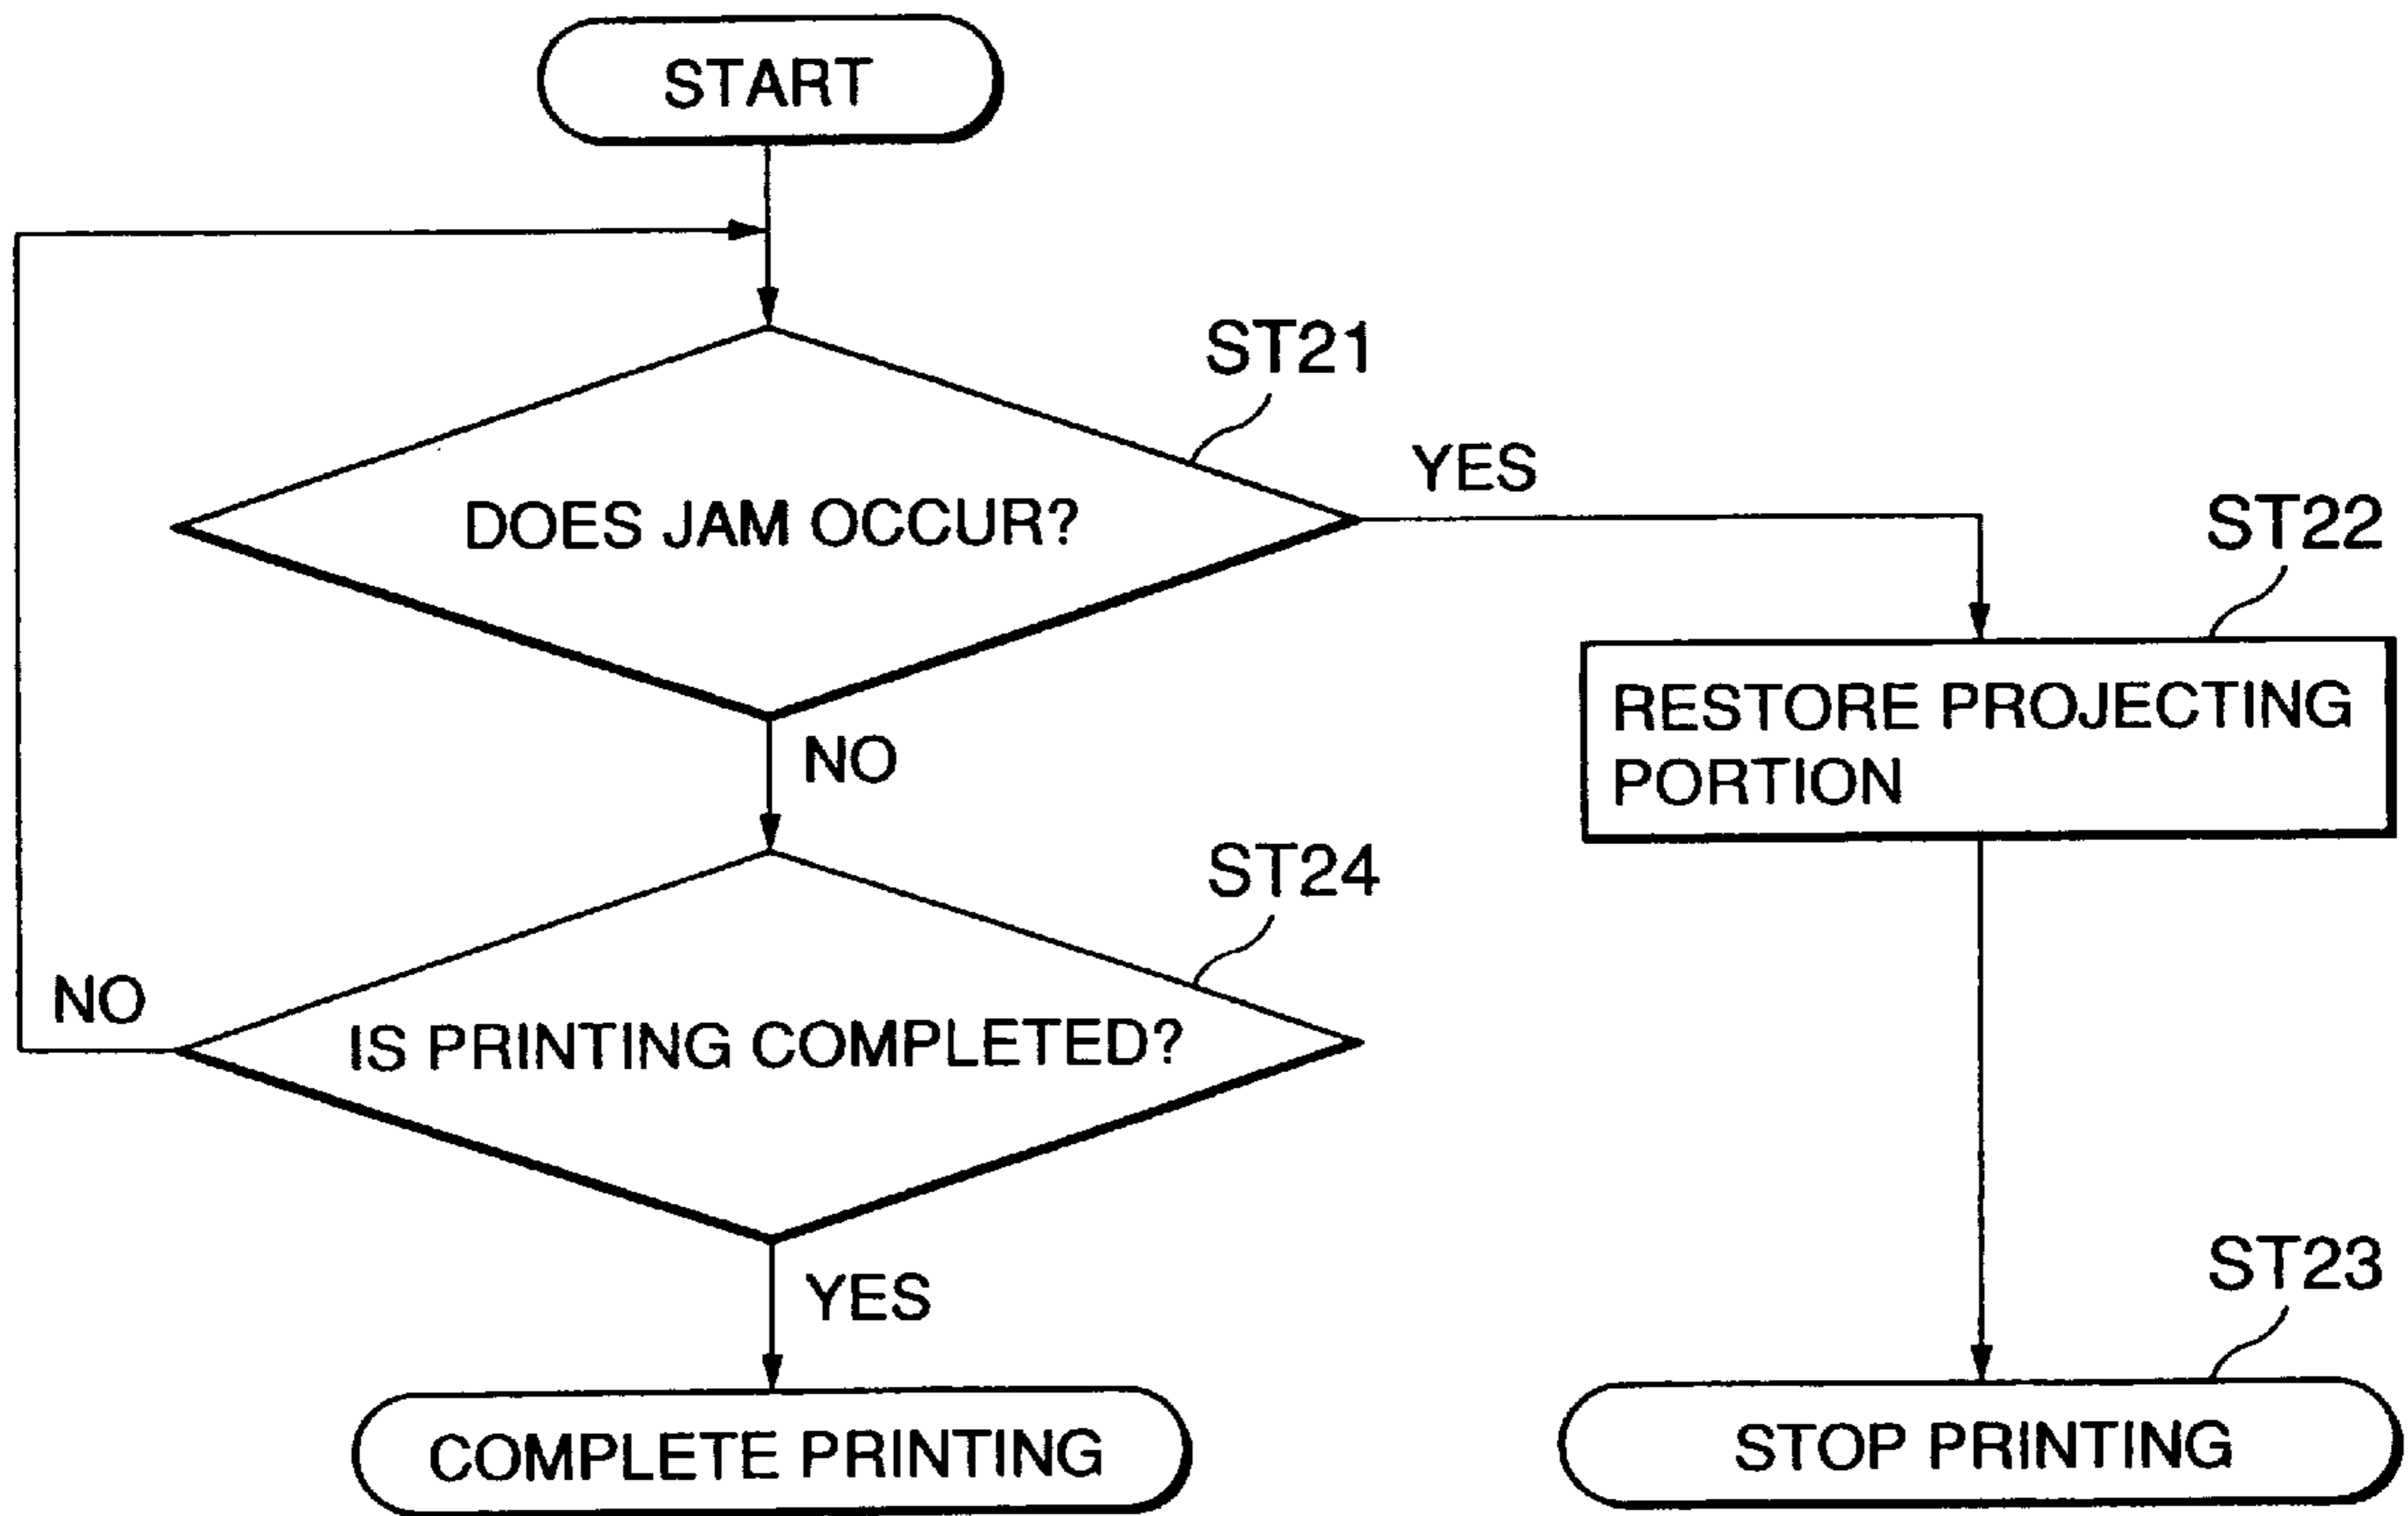 START
ST21
DOES JAM OCCUR?
YES
ST22
RESTORE PROJECTING
PORTION
NO
ST24
NO
IS PRINTING COMPLETED?
YES
ST23
COMPLETE PRINTING
STOP PRINTING